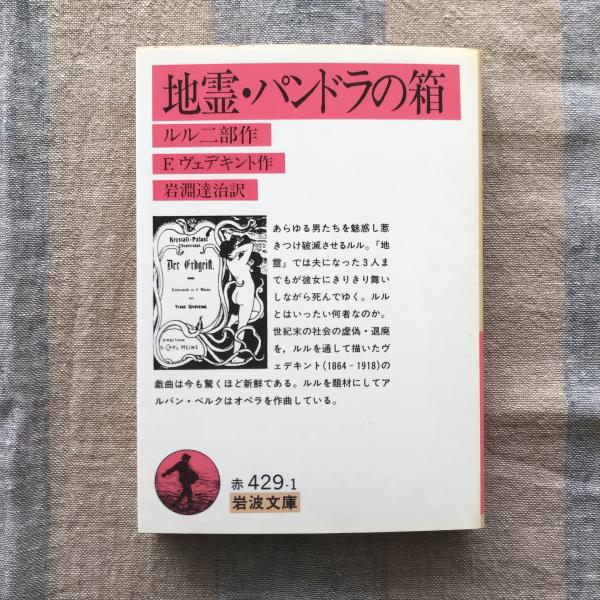 地霊・パンドラの箱
ルル二部作
F.ヴェデキント作
岩淵達治訳
あらゆる男たちを魅惑し惹
きつけ破滅させるルル。『地
霊』では夫になった3人ま
でもが彼女にきりきり舞い
しながら死んでゆく。ルル
とはいったい何者なのか。
世紀末の社会の虚偽・退廃
を，ルルを通して描いたヴ
ェデキント(1864－1918)の
戯曲は今も驚くほど新鮮である。ルルを題材にしてア
ルバン・ベルクはオペラを作曲している。
Krystall-Palast
Der Erdgeist.
Frank Wedekind.
DIRECTION
D. CARL HEINE
赤 429-1
岩波文庫